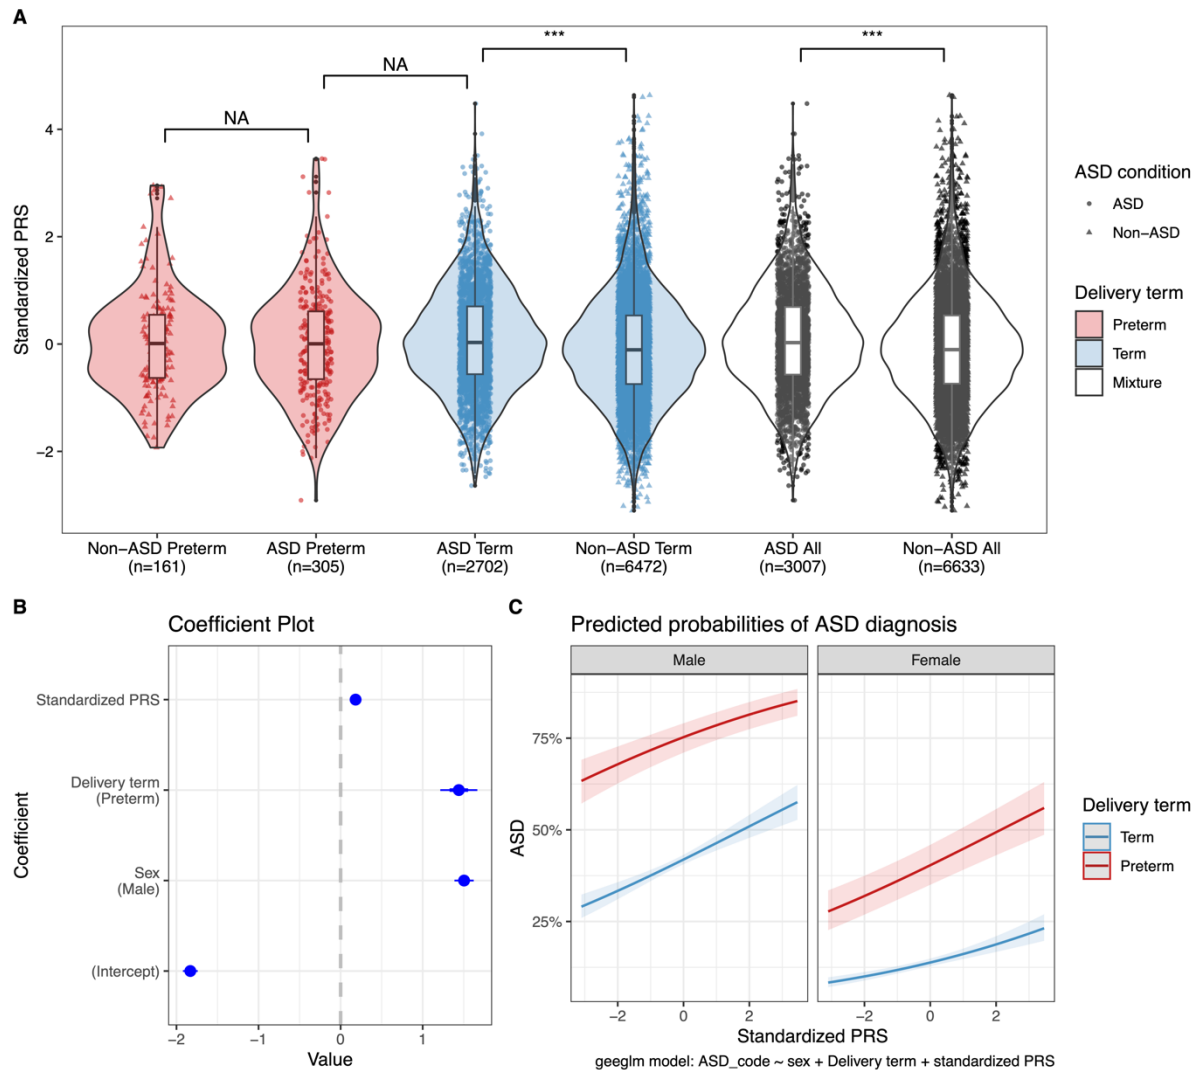 A
NA
NA
***
***
Standardized PRS
4
2
0
−2
Non−ASD Preterm
(n=161)
ASD Preterm
(n=305)
ASD Term
(n=2702)
Non−ASD Term
(n=6472)
ASD All
(n=3007)
Non−ASD All
(n=6633)
ASD condition
ASD
Non−ASD
Delivery term
Preterm
Term
Mixture
B
Coefficient Plot
Coefficient
Standardized PRS
Delivery term
(Preterm)
Sex
(Male)
(Intercept)
−2
−1
0
1
Value
C
Predicted probabilities of ASD diagnosis
Male
Female
ASD
75%
50%
25%
−2
0
2
−2
0
2
Standardized PRS
geeglm model: ASD_code ~ sex + Delivery term + standardized PRS
Delivery term
Term
Preterm